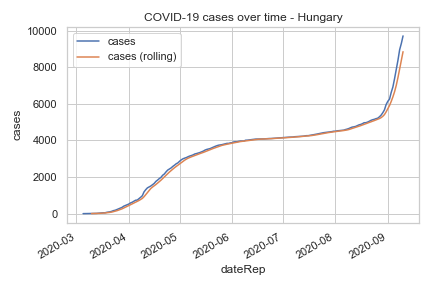 COVID-19 cases over time - Hungary
cases
cases (rolling)
10000
8000
6000
4000
2000
0
cases
2020-03
2020-04
2020-05
2020-06
2020-07
2020-08
2020-09
dateRep